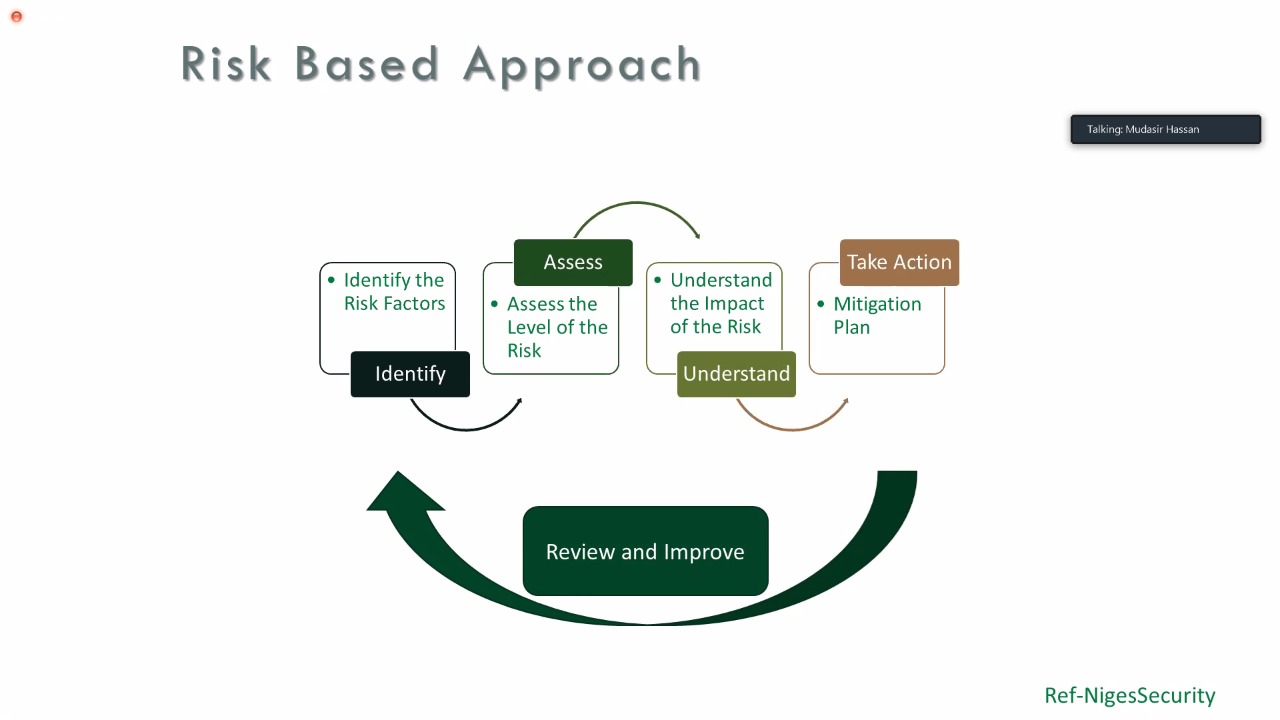 Risk Based Approach
Talking: Mudasir Hassan
• Identify the
Risk Factors
Identify
Assess
• Assess the
Level of the
Risk
• Understand
the Impact
of the Risk
Understand
Take Action
• Mitigation
Plan
Review and Improve
Ref-NigesSecurity